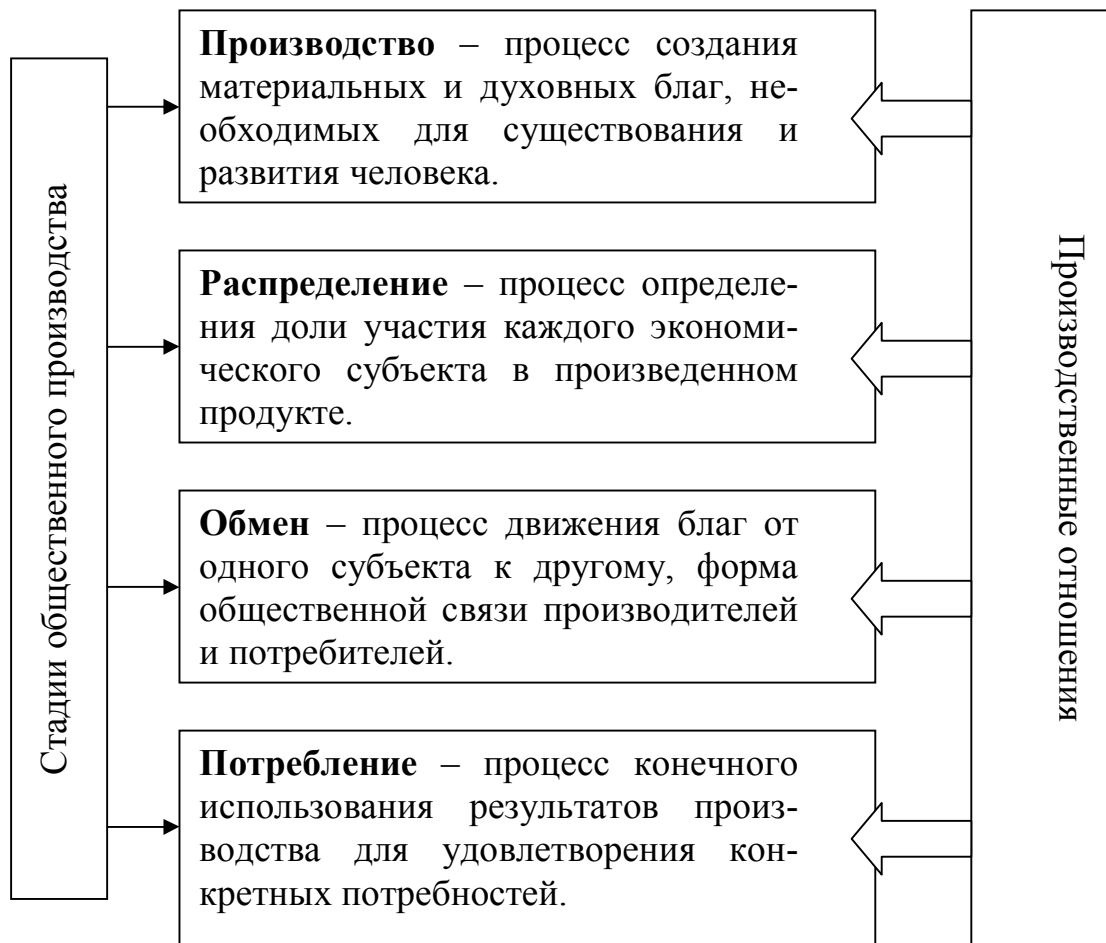 Стадии общественного производства
Производство – процесс создания
материальных и духовных благ, не-
обходимых для существования и
развития человека.
Распределение – процесс определе-
ния доли участия каждого экономи-
ческого субъекта в произведенном
продукте.
Обмен – процесс движения благ от
одного субъекта к другому, форма
общественной связи производителей
и потребителей.
Потребление – процесс конечного
использования результатов произ-
водства для удовлетворения кон-
кретных потребностей.
Производственные отношения